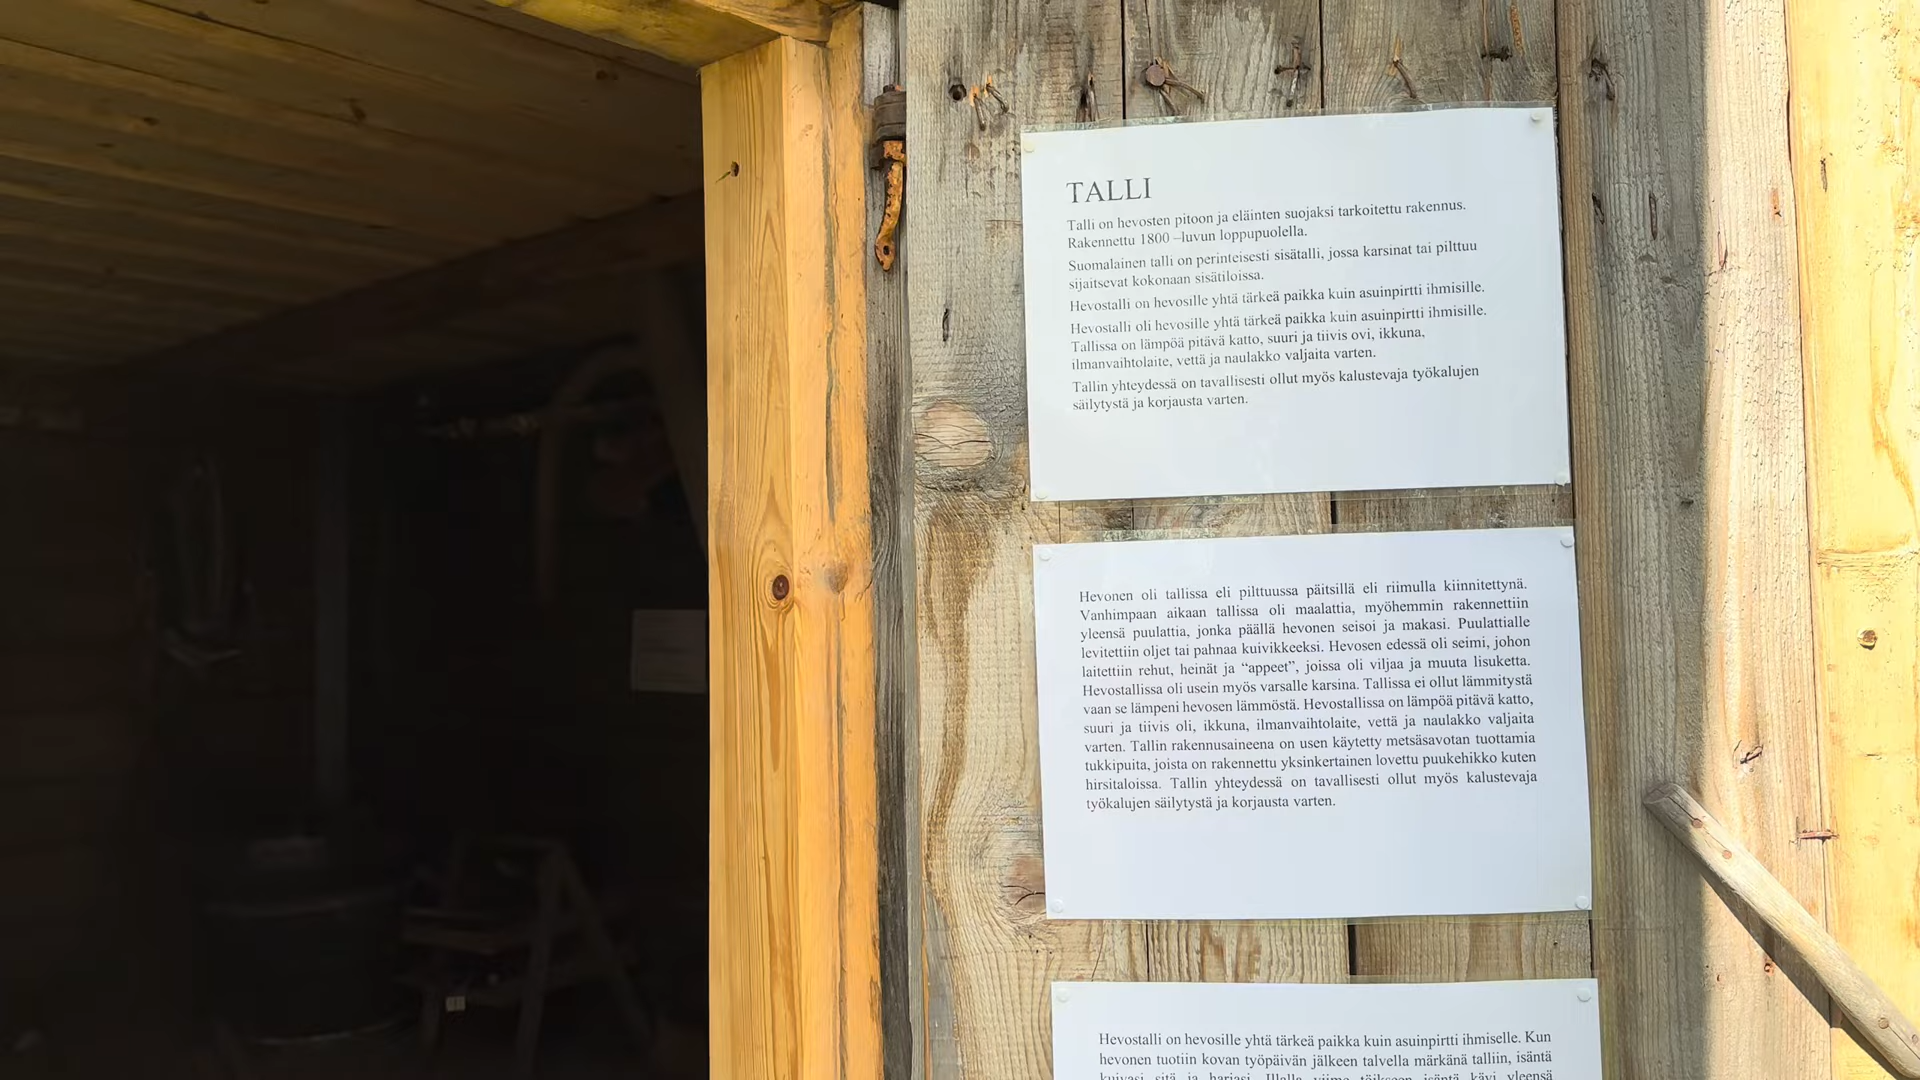 TALLI
Talli on hevosten pitoon ja eläinten suojaksi tarkoitettu rakennus.
Rakennettu 1800 –luvun loppupuolella.
Suomalainen talli on perinteisesti sisätalli, jossa karsinat tai pilttuu
sijaitsevat kokonaan sisätiloissa.
Hevostalli on hevosille yhtä tärkeä paikka kuin asuinpirtti ihmisille.
Hevostalli oli hevosille yhtä tärkeä paikka kuin asuinpirtti ihmisille.
Tallissa on lämpöä pitävä katto, suuri ja tiivis ovi, ikkuna,
ilmanvaihtolaite, vettä ja naulakko valjaita varten.
Tallin yhteydessä on tavallisesti ollut myös kalustevaja työkalujen
säilytystä ja korjausta varten.
Hevonen oli tallissa eli pilttuussa päitsillä eli riimulla kiinnitettynä.
Vanhimpaan aikaan tallissa oli maalattia, myöhemmin rakennettiin
yleensä puulattia, jonka päällä hevonen seisoi ja makasi. Puulattialle
levitettiin oljet tai pahnaa kuivikkeeksi. Hevosen edessä oli seimi, johon
laitettiin rehut, heinät ja “appeet”, joissa oli viljaa ja muuta lisuketta.
Hevostallissa oli usein myös varsalle karsina. Tallissa ei ollut lämmitystä
vaan se lämpeni hevosen lämmöstä. Hevostallissa on lämpöä pitävä katto,
suuri ja tiivis oli, ikkuna, ilmanvaihtolaite, vettä ja naulakko valjaita
varten. Tallin rakennusaineena on usen käytetty metsäsavotan tuottamia
tukkipuita, joista on rakennettu yksinkertainen lovettu puukehikko kuten
hirsitaloissa. Tallin yhteydessä on tavallisesti ollut myös kalustevaja
työkalujen säilytystä ja korjausta varten.
Hevostalli on hevosille yhtä tärkeä paikka kuin asuinpirtti ihmiselle. Kun
hevonen tuotiin kovan työpäivän jälkeen talvella märkänä talliin, isäntä
kuivasi sitä ja harjasi. Illalla viime töikseen isäntä kävi yleensä